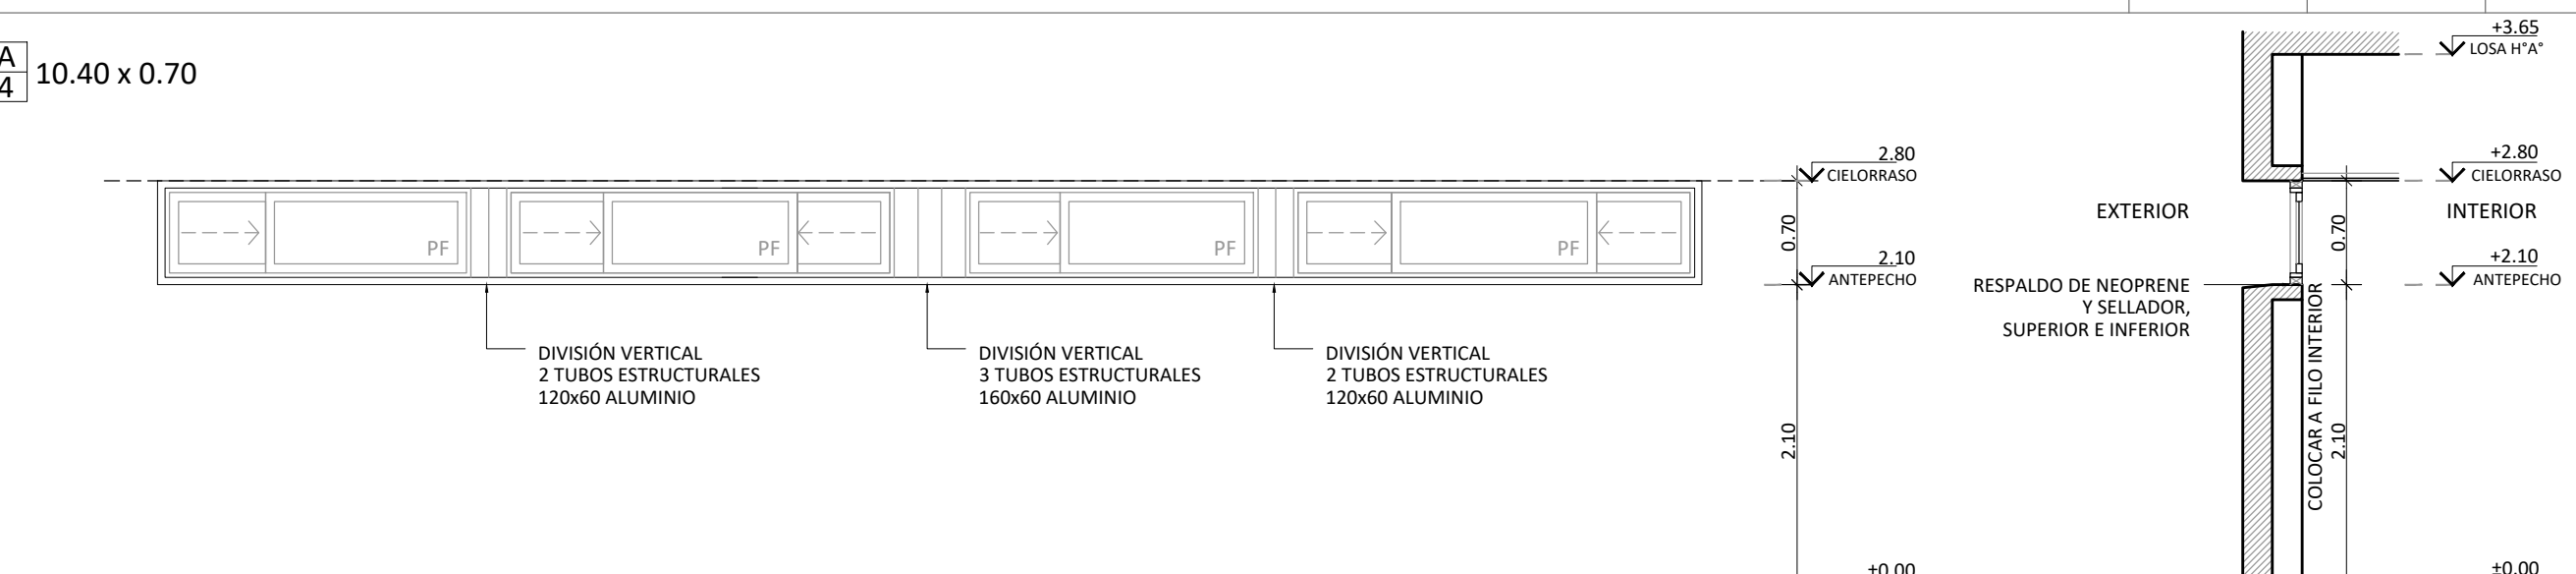 A
4
10.40 x 0.70
PF
PF
PF
PF
DIVISIÓN VERTICAL
2 TUBOS ESTRUCTURALES
120x60 ALUMINIO
DIVISIÓN VERTICAL
3 TUBOS ESTRUCTURALES
160x60 ALUMINIO
DIVISIÓN VERTICAL
2 TUBOS ESTRUCTURALES
120x60 ALUMINIO
2.80
CIELORRASO
0.70
2.10
ANTEPECHO
2.10
±0.00
EXTERIOR
RESPALDO DE NEOPRENE
Y SELLADOR,
SUPERIOR E INFERIOR
COLOCAR A FILO INTERIOR
0.70
2.10
+3.65
LOSA H°A°
+2.80
CIELORRASO
INTERIOR
+2.10
ANTEPECHO
±0.00